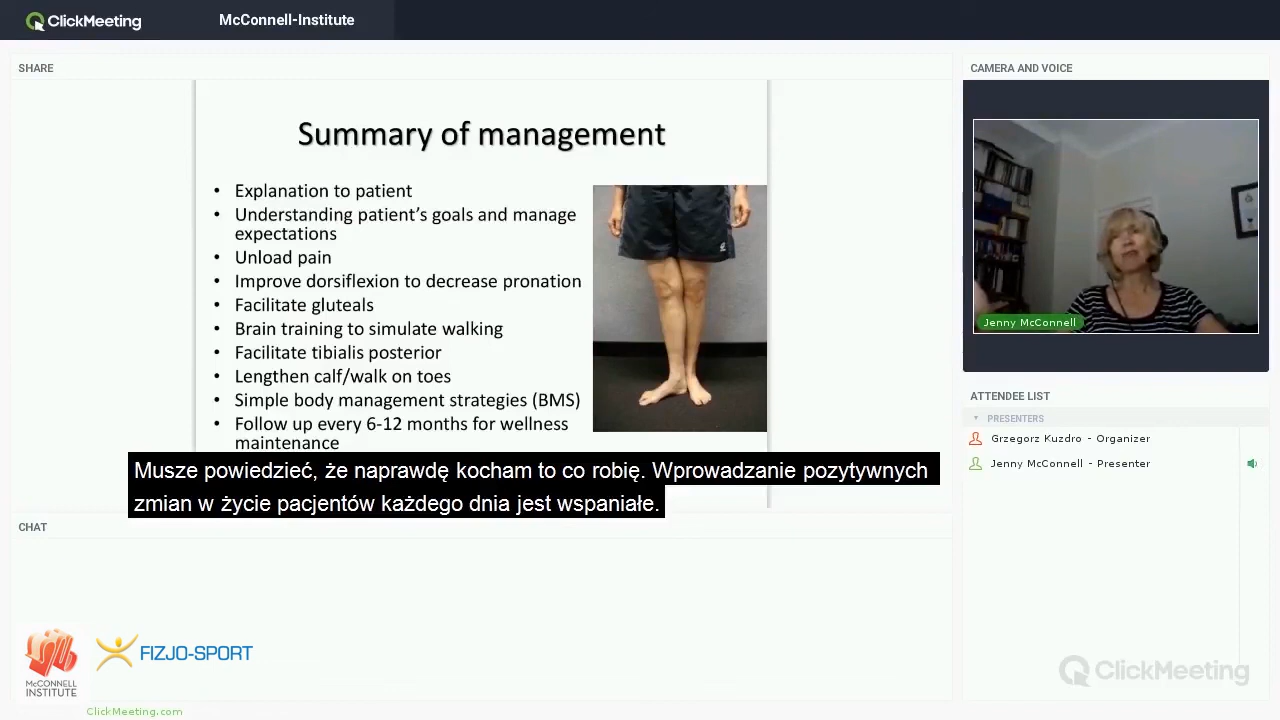 ClickMeeting
McConnell-Institute
SHARE
Summary of management
• Explanation to patient
• Understanding patient's goals and manage
expectations
• Unload pain
• Improve dorsiflexion to decrease pronation
• Facilitate gluteals
• Brain training to simulate walking
• Facilitate tibialis posterior
• Lengthen calf/walk on toes
• Simple body management strategies (BMS)
• Follow up every 6-12 months for wellness
maintenance
Musze powiedzieć, że naprawdę kocham to co robię. Wprowadzanie pozytywnych
zmian w życie pacjentów każdego dnia jest wspaniałe.
CHAT
McCONNELL
INSTITUTE
FIZJO-SPORT
ClickMeeting.com
CAMERA AND VOICE
Jenny McConnell
ATTENDEE LIST
PRESENTERS
Grzegorz Kuzdro - Organizer
Jenny McConnell - Presenter
ClickMeeting